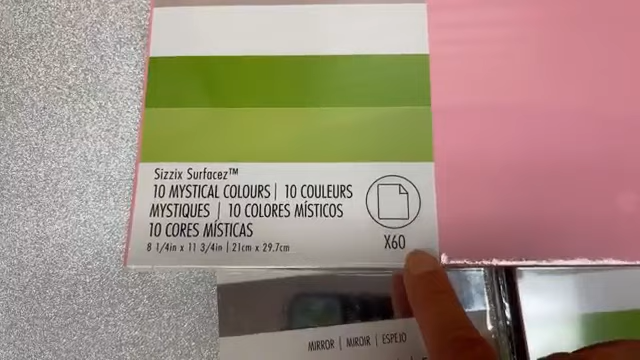 Sizzix Surfacez™
10 MYSTICAL COLOURS | 10 COULEURS
MYSTIQUES | 10 COLORES MÍSTICOS
10 CORES MÍSTICAS
8 1/4in x 11 3/4in | 21cm x 29.7cm
X60
MIRROR | MIROIR | ESPEJO